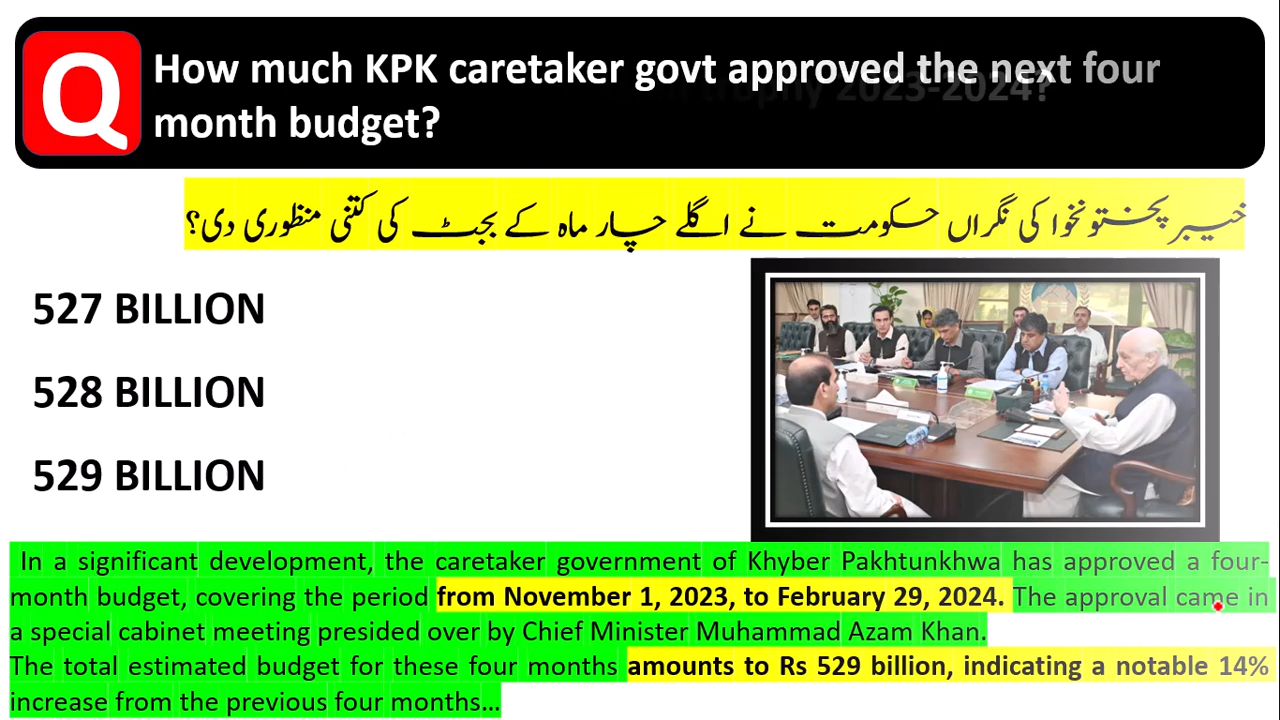 Q
How much KPK caretaker govt approved the next four
month budget?
trophy 2023-2024?
خیبر پختونخوا کی نگراں حکومت نے اگلے چار ماہ کے بجٹ کی کتنی منظوری دی؟
527 BILLION
528 BILLION
529 BILLION
In a significant development, the caretaker government of Khyber Pakhtunkhwa has approved a four-
month budget, covering the period from November 1, 2023, to February 29, 2024. The approval came in
a special cabinet meeting presided over by Chief Minister Muhammad Azam Khan.
The total estimated budget for these four months amounts to Rs 529 billion, indicating a notable 14%
increase from the previous four months...